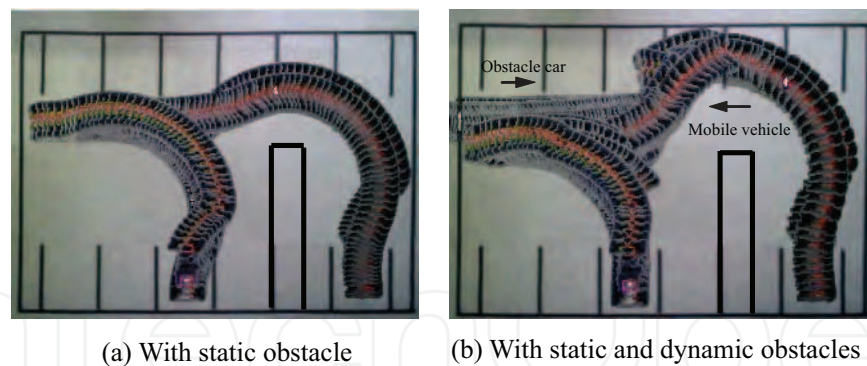 Obstacle car
Mobile vehicle
(a) With static obstacle
(b) With static and dynamic obstacles